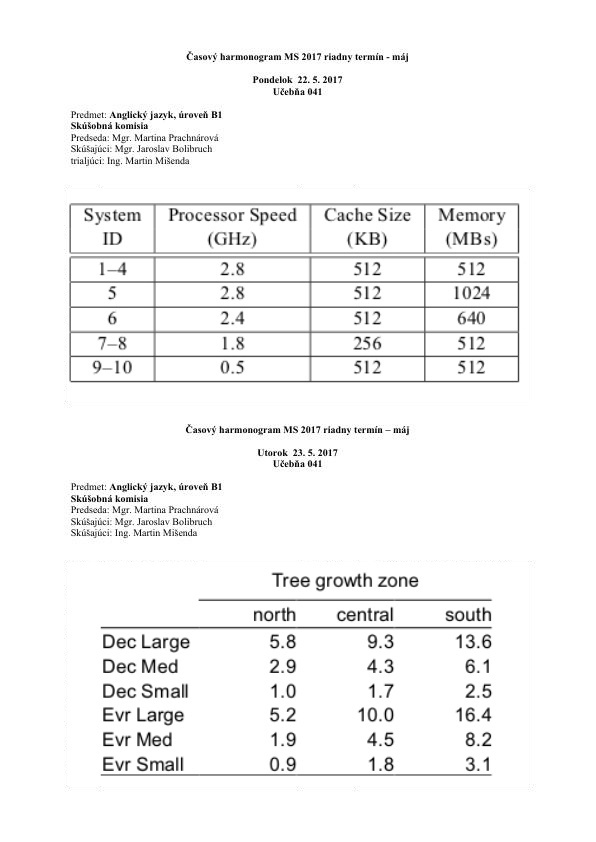 Časový harmonogram MS 2017 riadny termín - máj
Pondelok 22. 5. 2017
Učebňa 041
Predmet: Anglický jazyk, úroveň B1
Skúšobná komisia
Predseda: Mgr. Martina Prachnárová
Skúšajúci: Mgr. Jaroslav Bolibruch
trialjúci: Ing. Martin Mišenda
System Processor Speed Cache Size Memory
ID (GHz) (KB) (MBs)
1–4 2.8 512 512
5 2.8 512 1024
6 2.4 512 640
7–8 1.8 256 512
9–10 0.5 512 512
Časový harmonogram MS 2017 riadny termín – máj
Utorok 23. 5. 2017
Učebňa 041
Predmet: Anglický jazyk, úroveň B1
Skúšobná komisia
Predseda: Mgr. Martina Prachnárová
Skúšajúci: Mgr. Jaroslav Bolibruch
Skúšajúci: Ing. Martin Mišenda
Tree growth zone
north central south
Dec Large 5.8 9.3 13.6
Dec Med 2.9 4.3 6.1
Dec Small 1.0 1.7 2.5
Evr Large 5.2 10.0 16.4
Evr Med 1.9 4.5 8.2
Evr Small 0.9 1.8 3.1